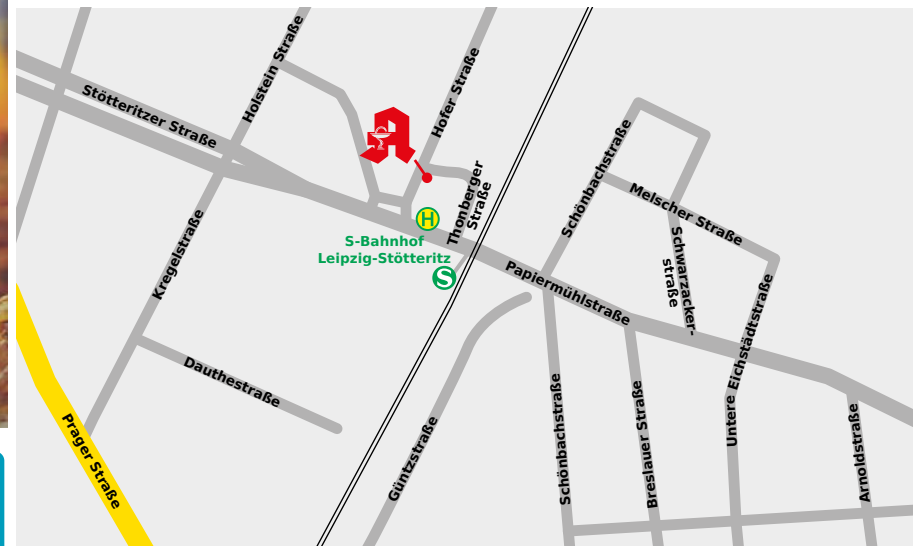 Stötteritzer Straße
Holstein Straße
Hofer Straße
Thonberger
Straße
H
S-Bahnhof
Leipzig-Stötteritz
S
Kregelstraße
Dauthestraße
Prager Straße
Güntzstraße
Papiermühlstraße
Schönbachstraße
Melscher Straße
Schwarzacker-
straße
Untere Eichstädtstraße
Schönbachstraße
Breslauer Straße
Arnoldstraße